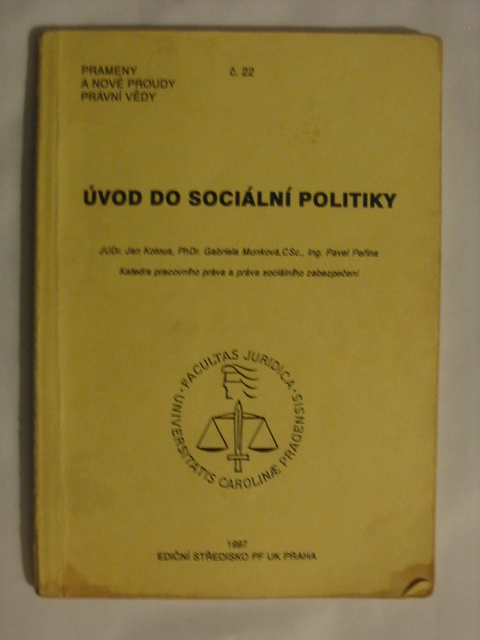 PRAMENY
A NOVÉ PROUDY
PRÁVNÍ VĚDY
č. 22
ÚVOD DO SOCIÁLNÍ POLITIKY
JUDr. Jan Kotous, PhDr. Gabriela Munková,CSc., Ing. Pavel Peřina
Katedra pracovního práva a práva sociálního zabezpečení
· FACULTAS JURIDICA ·
UNIVERSITATIS CAROLINÆ PRAGENSIS
1997
EDIČNÍ STŘEDISKO PF UK PRAHA